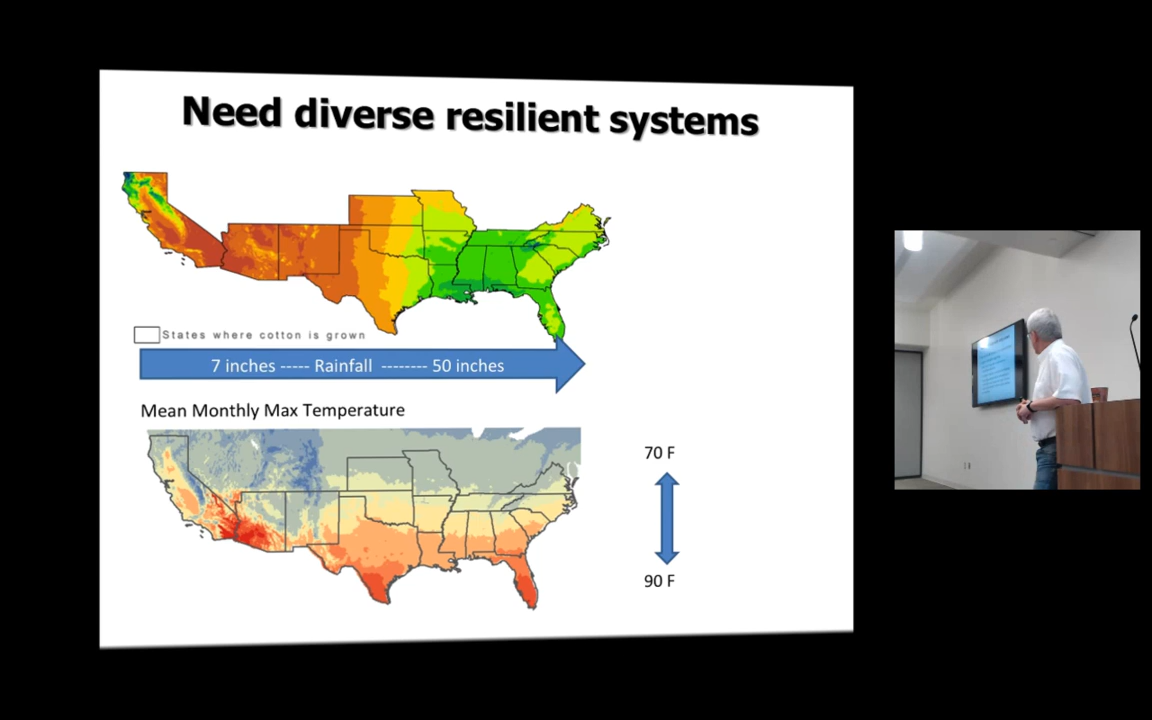 Need diverse resilient systems
States where cotton is grown
7 inches ----- Rainfall -------- 50 inches
Mean Monthly Max Temperature
70 F
90 F